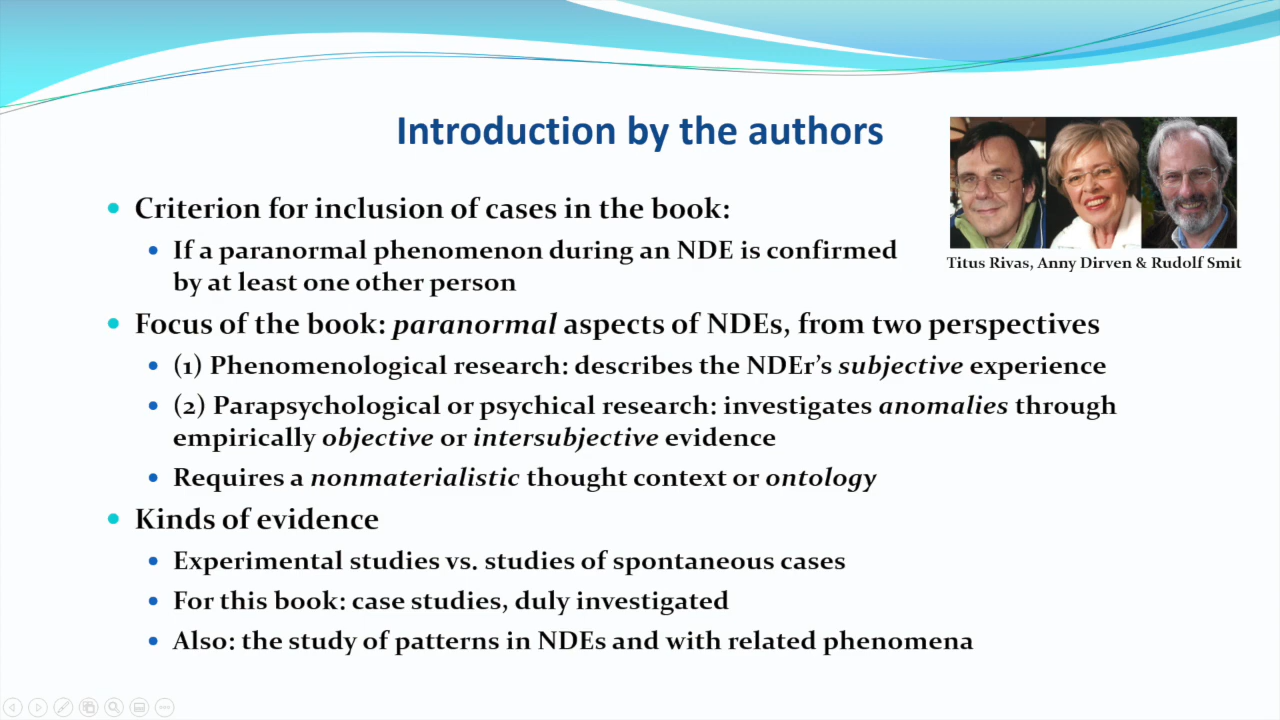 Introduction by the authors
Titus Rivas, Anny Dirven & Rudolf Smit
• Criterion for inclusion of cases in the book:
• If a paranormal phenomenon during an NDE is confirmed
by at least one other person
• Focus of the book: paranormal aspects of NDEs, from two perspectives
• (1) Phenomenological research: describes the NDEr’s subjective experience
• (2) Parapsychological or psychical research: investigates anomalies through
empirically objective or intersubjective evidence
• Requires a nonmaterialistic thought context or ontology
• Kinds of evidence
• Experimental studies vs. studies of spontaneous cases
• For this book: case studies, duly investigated
• Also: the study of patterns in NDEs and with related phenomena